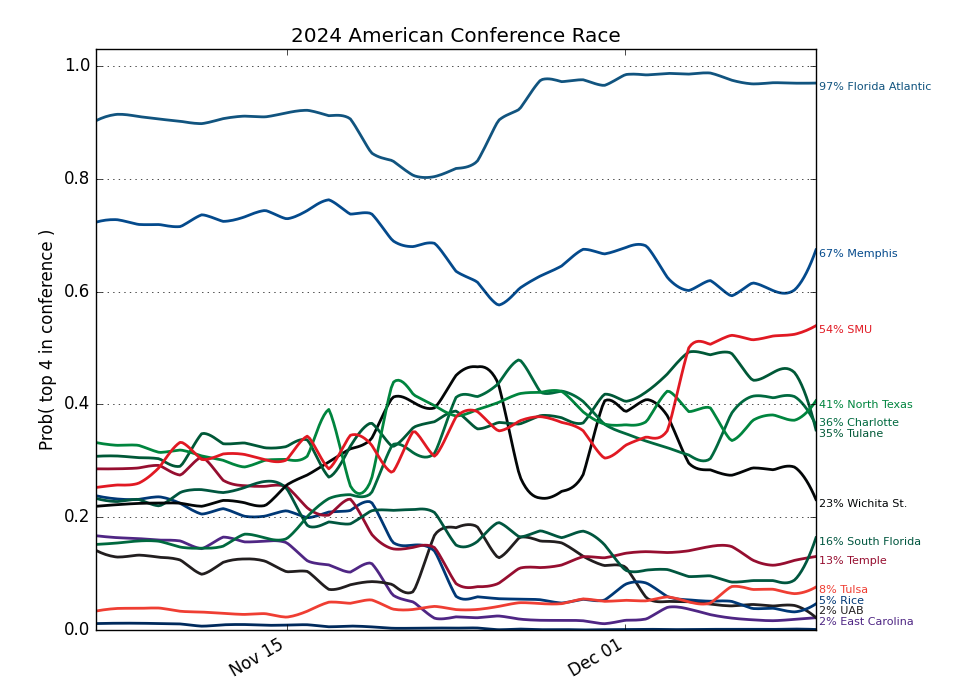 2024 American Conference Race
1.0
0.8
0.6
0.4
0.2
0.0
Prob( top 4 in conference )
Nov 15
Dec 01
97% Florida Atlantic
67% Memphis
54% SMU
41% North Texas
36% Charlotte
35% Tulane
23% Wichita St.
16% South Florida
13% Temple
8% Tulsa
5% Rice
2% UAB
2% East Carolina